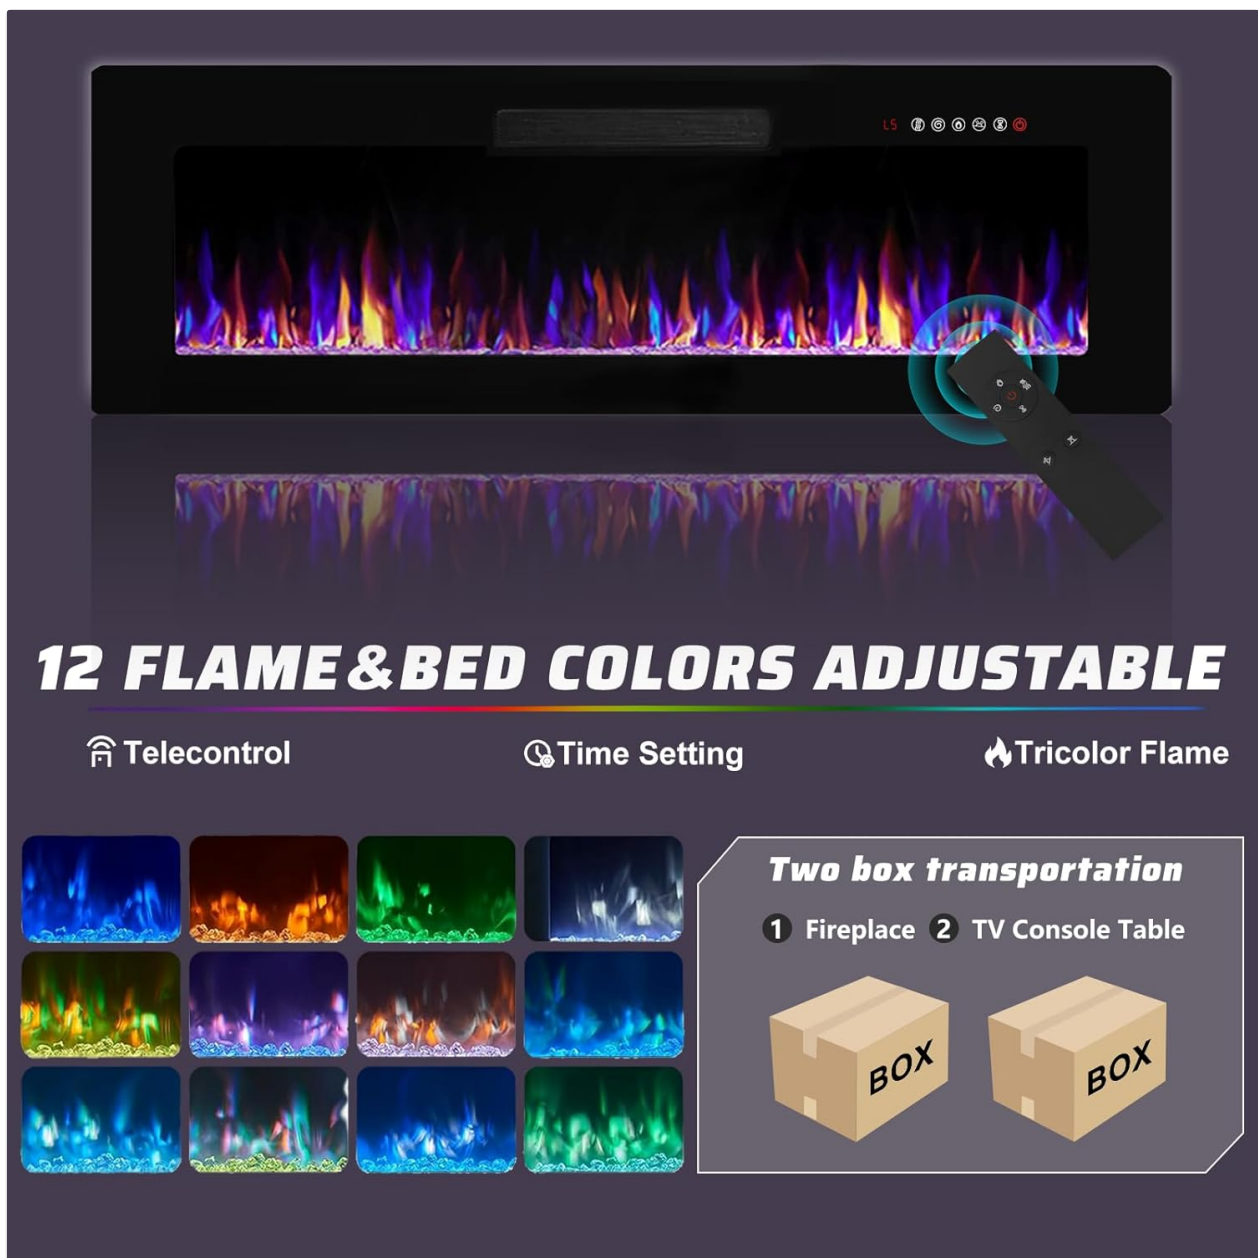 L5
12 FLAME&BED COLORS ADJUSTABLE
Telecontrol
Time Setting
Tricolor Flame
Two box transportation
1 Fireplace 2 TV Console Table
BOX
BOX